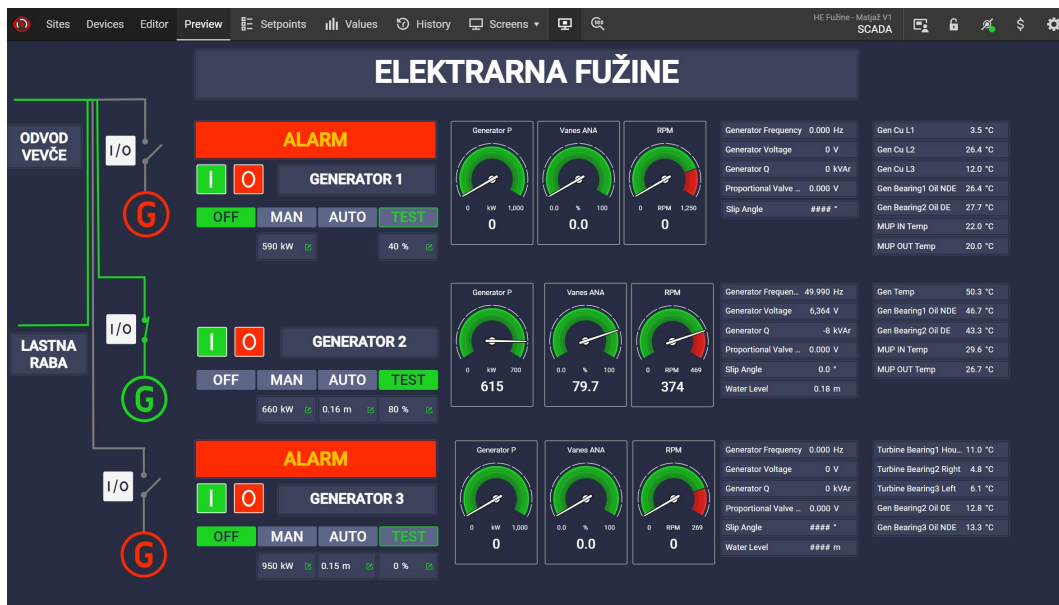 HE Fužine - Matjaž V1
Sites Devices Editor Preview Setpoints Values History Screens SCADA
ELEKTRARNA FUŽINE
ODVOD VEVČE
I/O
G
ALARM
I O GENERATOR 1
OFF MAN AUTO TEST
590 kW 40 %
Generator P
0 kW 1,000
0
Vanes ANA
0.0 % 100
0.0
RPM
0 RPM 1,250
0
Generator Frequency 0.000 Hz
Generator Voltage 0 V
Generator Q 0 kVAr
Proportional Valve ... 0.000 V
Slip Angle #### °
Gen Cu L1 3.5 °C
Gen Cu L2 26.4 °C
Gen Cu L3 12.0 °C
Gen Bearing1 Oil NDE 26.4 °C
Gen Bearing2 Oil DE 27.7 °C
MUP IN Temp 22.0 °C
MUP OUT Temp 20.0 °C
LASTNA RABA
I/O
G
I O GENERATOR 2
OFF MAN AUTO TEST
660 kW 0.16 m 80 %
Generator P
0 kW 700
615
Vanes ANA
0.0 % 100
79.7
RPM
0 RPM 469
374
Generator Frequen... 49.990 Hz
Generator Voltage 6,364 V
Generator Q -8 kVAr
Proportional Valve ... 0.000 V
Slip Angle 0.0 °
Water Level 0.18 m
Gen Temp 50.3 °C
Gen Bearing1 Oil NDE 46.7 °C
Gen Bearing2 Oil DE 43.3 °C
MUP IN Temp 29.6 °C
MUP OUT Temp 26.7 °C
I/O
G
ALARM
I O GENERATOR 3
OFF MAN AUTO TEST
950 kW 0.15 m 0 %
Generator P
0 kW 1,000
0
Vanes ANA
0.0 % 100
0.0
RPM
0 RPM 269
0
Generator Frequency 0.000 Hz
Generator Voltage 0 V
Generator Q 0 kVAr
Proportional Valve ... 0.000 V
Slip Angle #### °
Water Level #### m
Turbine Bearing1 Hou... 11.0 °C
Turbine Bearing2 Right 4.8 °C
Turbine Bearing3 Left 6.1 °C
Gen Bearing2 Oil DE 12.8 °C
Gen Bearing3 Oil NDE 13.3 °C